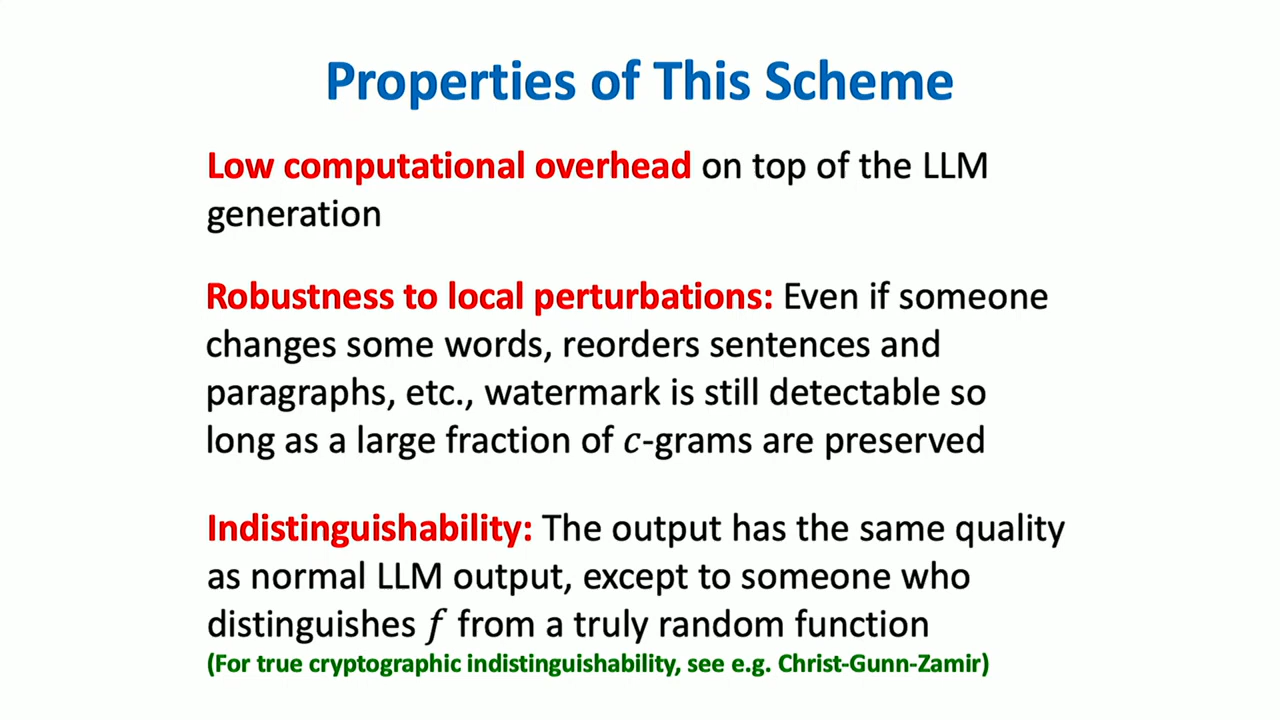 Properties of This Scheme
Low computational overhead on top of the LLM
generation
Robustness to local perturbations: Even if someone
changes some words, reorders sentences and
paragraphs, etc., watermark is still detectable so
long as a large fraction of c-grams are preserved
Indistinguishability: The output has the same quality
as normal LLM output, except to someone who
distinguishes f from a truly random function
(For true cryptographic indistinguishability, see e.g. Christ-Gunn-Zamir)